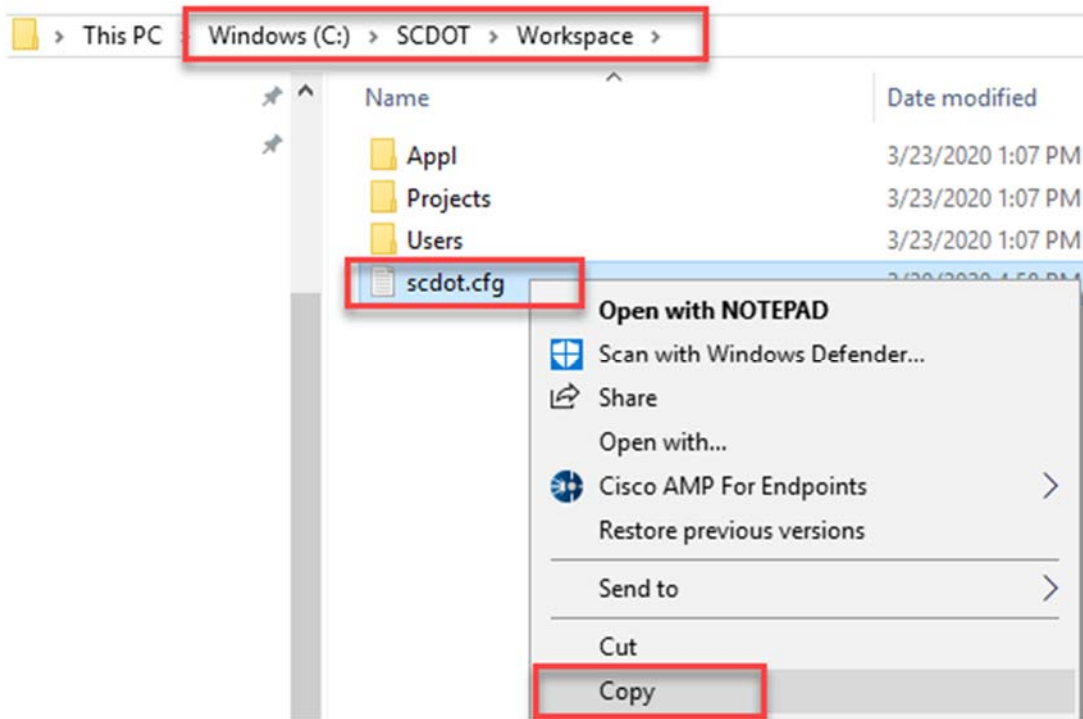 This PC > Windows (C:) > SCDOT > Workspace >
Name Date modified
Appl 3/23/2020 1:07 PM
Projects 3/23/2020 1:07 PM
Users 3/23/2020 1:07 PM
scdot.cfg
Open with NOTEPAD
Scan with Windows Defender...
Share
Open with...
Cisco AMP For Endpoints
Restore previous versions
Send to
Cut
Copy